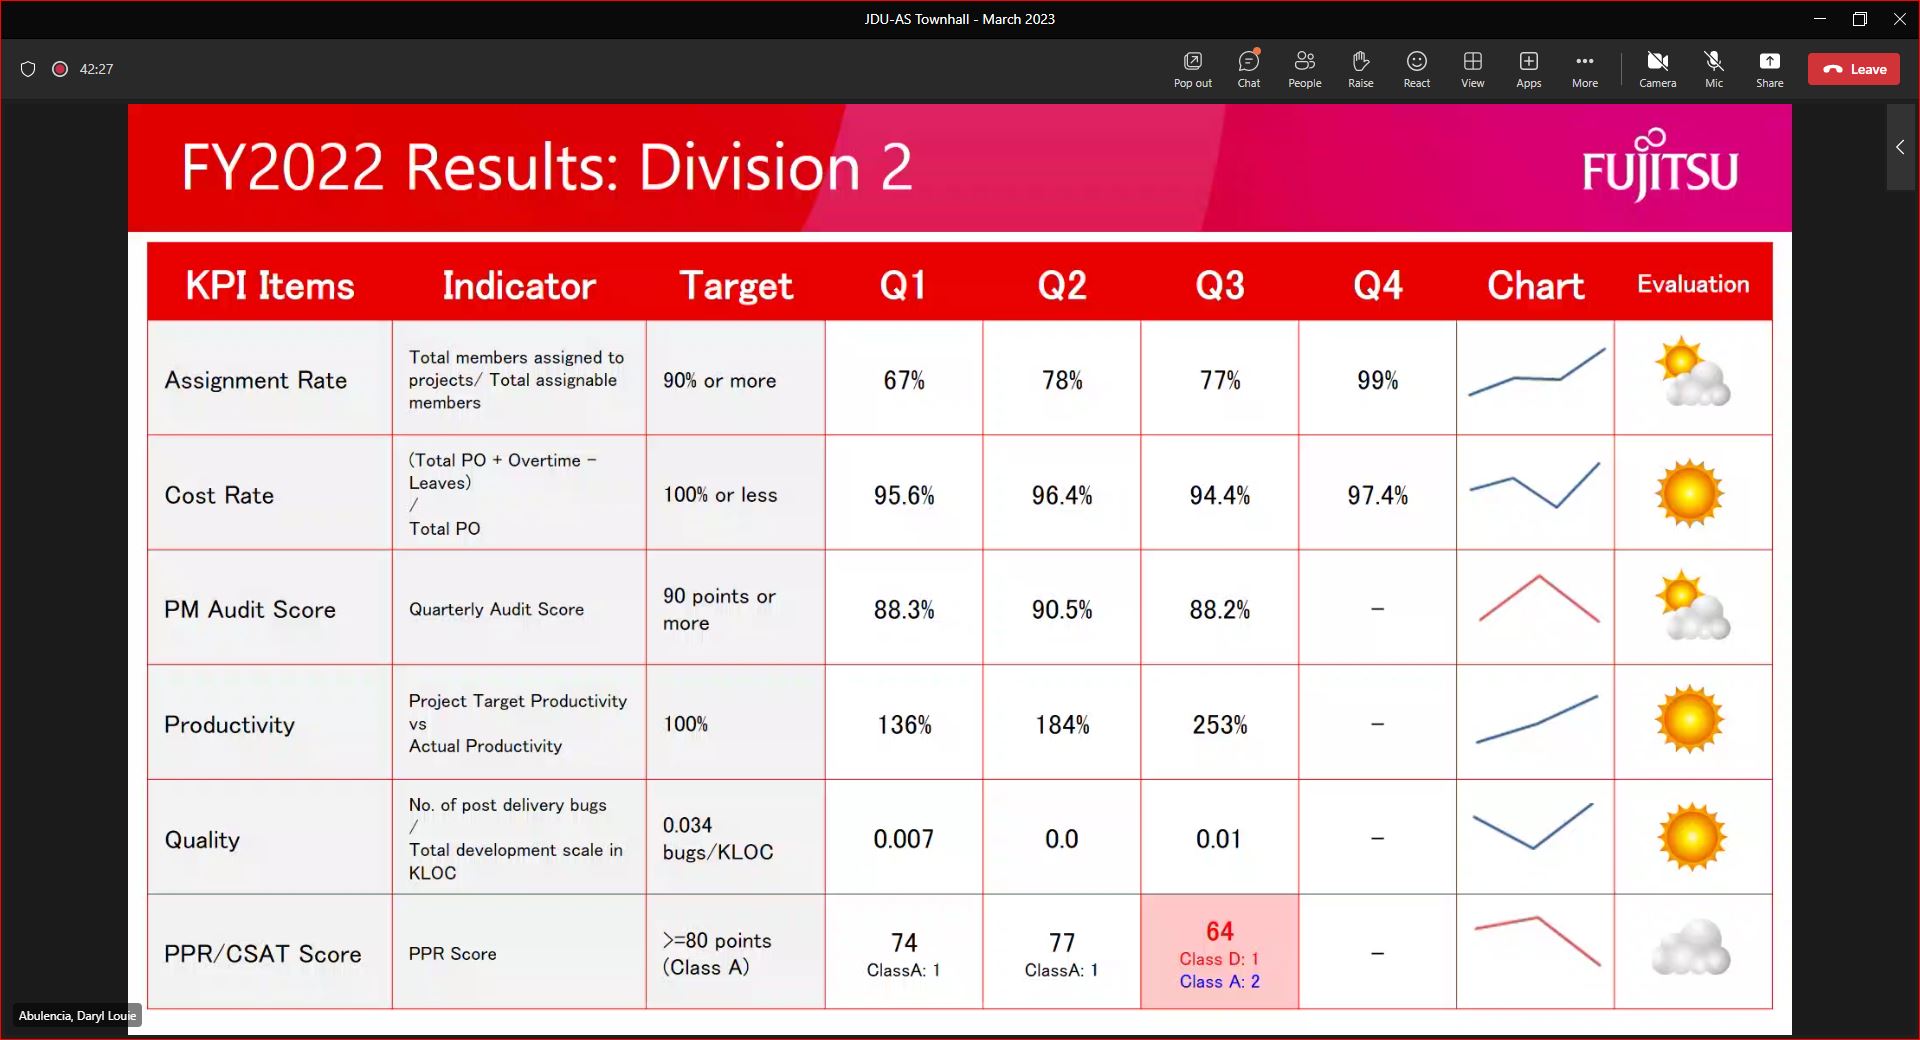 JDU-AS Townhall - March 2023
42:27
Pop out
Chat
People
Raise
React
View
Apps
More
Camera
Mic
Share
Leave
FY2022 Results: Division 2
FUJITSU
KPI Items
Indicator
Target
Q1
Q2
Q3
Q4
Chart
Evaluation
Assignment Rate
Total members assigned to
projects/ Total assignable
members
90% or more
67%
78%
77%
99%
Cost Rate
(Total PO + Overtime -
Leaves)
/
Total PO
100% or less
95.6%
96.4%
94.4%
97.4%
PM Audit Score
Quarterly Audit Score
90 points or
more
88.3%
90.5%
88.2%
-
Productivity
Project Target Productivity
vs
Actual Productivity
100%
136%
184%
253%
-
Quality
No. of post delivery bugs
/
Total development scale in
KLOC
0.034
bugs/KLOC
0.007
0.0
0.01
-
PPR/CSAT Score
PPR Score
>=80 points
(Class A)
74
ClassA: 1
77
ClassA: 1
64
Class D: 1
Class A: 2
-
Abulencia, Daryl Louie